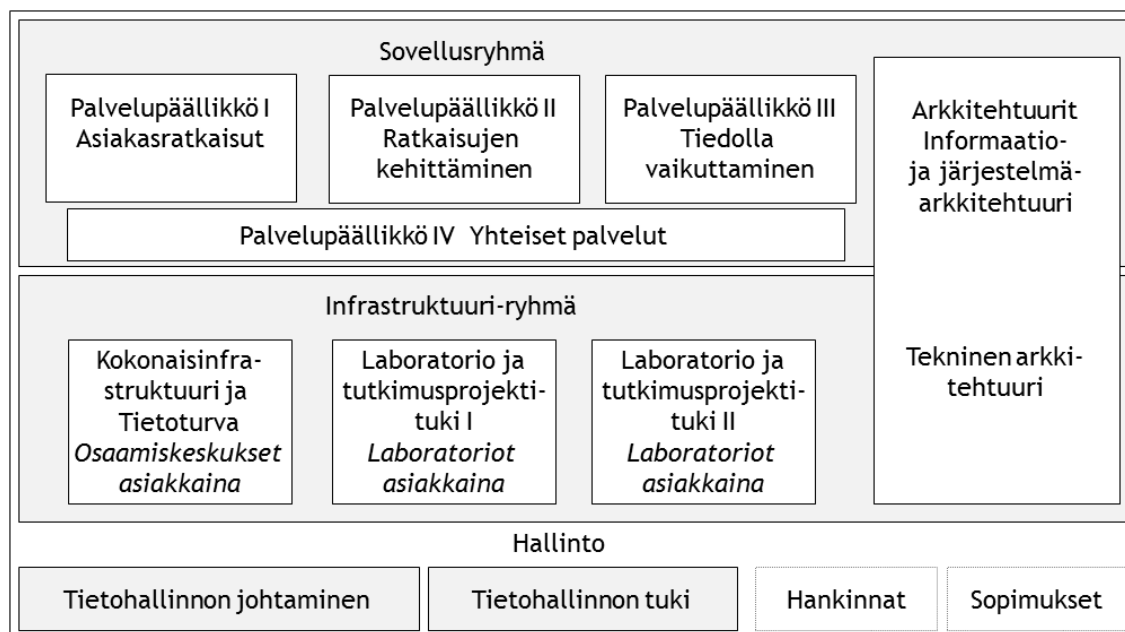 Sovellusryhmä
Palvelupäällikkö I
Asiakasratkaisut
Palvelupäällikkö II
Ratkaisujen
kehittäminen
Palvelupäällikkö III
Tiedolla
vaikuttaminen
Palvelupäällikkö IV Yhteiset palvelut
Arkkitehtuurit
Informaatio-
ja järjestelmä-
arkkitehtuuri
Tekninen arkki-
tehtuuri
Infrastruktuuri-ryhmä
Kokonaisinfra-
struktuuri ja
Tietoturva
Osaamiskeskukset
asiakkaina
Laboratorio ja
tutkimusprojekti-
tuki I
Laboratoriot
asiakkaina
Laboratorio ja
tutkimusprojekti-
tuki II
Laboratoriot
asiakkaina
Hallinto
Tietohallinnon johtaminen
Tietohallinnon tuki
Hankinnat
Sopimukset